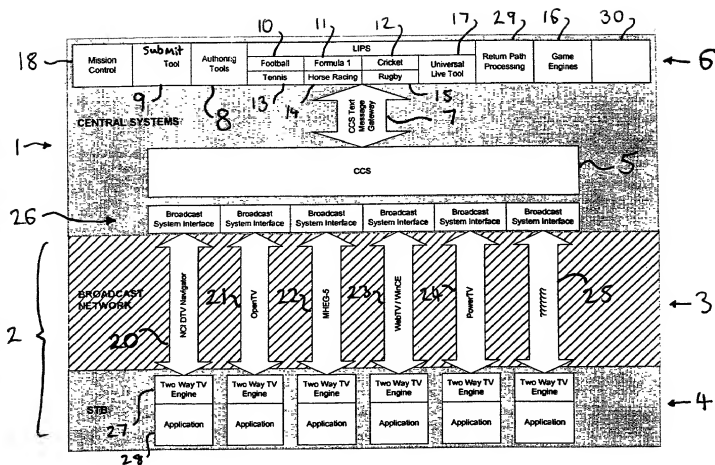 10 11 12 17 29 16 30
18 Mission Control
Submit Tool
Authoring Tools
LIPS
Football Formula 1 Cricket
Tennis Horse Racing Rugby
Universal Live Tool
Return Path Processing
Game Engines
6
9 8 13 14 15
CENTRAL SYSTEMS
CCS Text Message Gateway
7
1
CCS
5
26
Broadcast System Interface
Broadcast System Interface
Broadcast System Interface
Broadcast System Interface
Broadcast System Interface
Broadcast System Interface
2
BROADCAST NETWORK
20 NCI DTV Navigator
21 OpenTV
22 MHEG-5
23 WebTV / WinCE
24 PowerTV
???????
25
3
STB
27
Two Way TV Engine
Two Way TV Engine
Two Way TV Engine
Two Way TV Engine
Two Way TV Engine
Two Way TV Engine
4
28
Application
Application
Application
Application
Application
Application